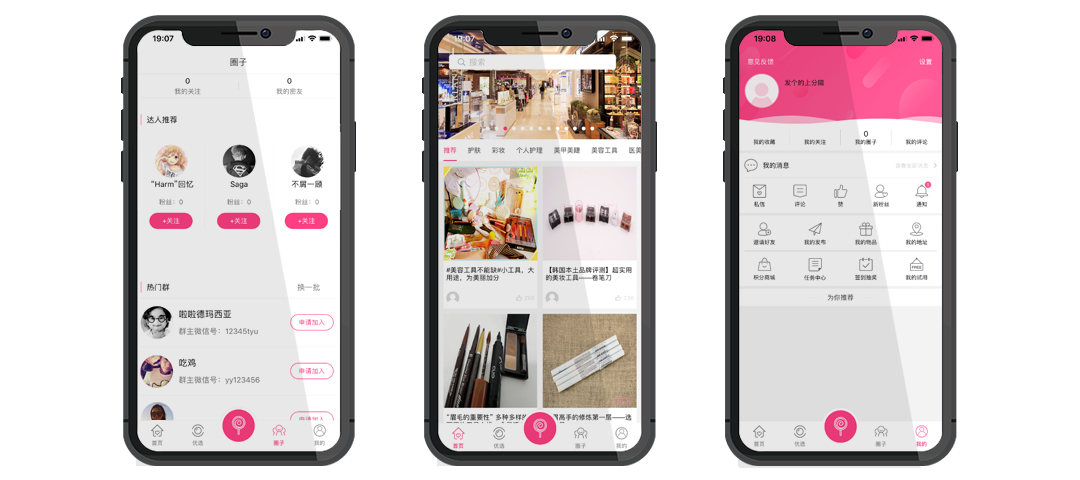 19:07
圈子
0
0
我的关注
我的密友
达人推荐
"Harm"回忆
Saga
不屑一顾
粉丝：0
粉丝：0
粉丝：0
+关注
+关注
+关注
热门群
换一批
啦啦德玛西亚
群主微信号：12345tyu
申请加入
吃鸡
群主微信号：yy123456
申请加入
申请加入
首页
优选
圈子
我的
19:07
搜索
推荐
护肤
彩妆
个人护理
美甲美睫
美容工具
医美
#美容工具不能缺#小工具，大
用途，为美丽加分
【韩国本土品牌评测】超实用
的美妆工具——卷笔刀
"眉毛的重要性" 多种多样的
眉高手的修炼第一层——选
首页
优选
圈子
我的
19:08
意见反馈
设置
发个的上分随
0
我的收藏
我的关注
我的圈子
我的评论
我的消息
查看全部消息
1
私信
评论
赞
新粉丝
通知
邀请好友
我的发布
我的物品
我的地址
FREE
积分商城
任务中心
签到抽奖
我的试用
为你推荐
首页
优选
圈子
我的